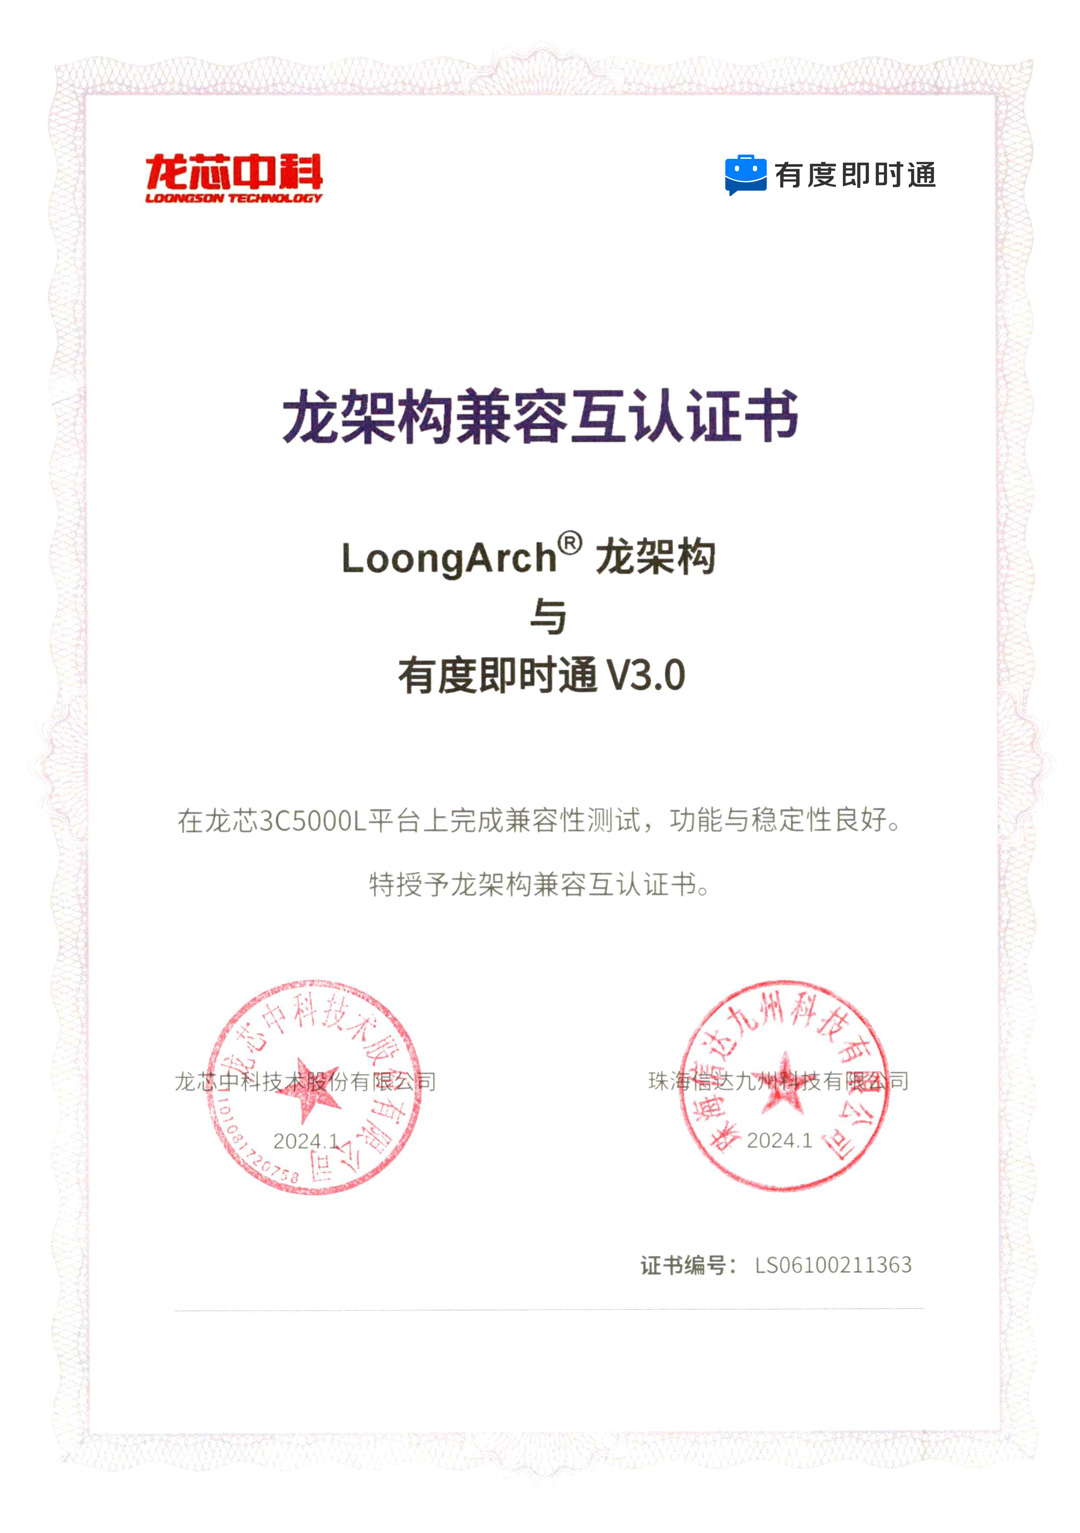 龙芯中科
LOONGSON TECHNOLOGY
有度即时通
龙架构兼容互认证书
LoongArch® 龙架构
与
有度即时通 V3.0
在龙芯3C5000L平台上完成兼容性测试，功能与稳定性良好。
特授予龙架构兼容互认证书。
龙芯中科技术股份有限公司
龙芯中科技术股份有限公司
2024.1
珠海信达九州科技有限公司
珠海信达九州科技有限公司
2024.1
证书编号： LS06100211363